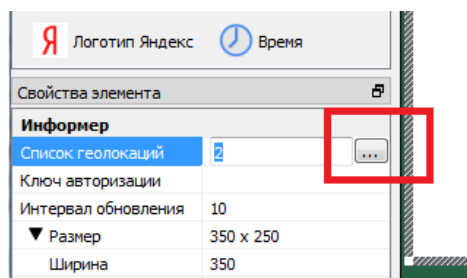 Я Логотип Яндекс Время
Свойства элемента
Информер
Список геолокаций 2 ...
Ключ авторизации
Интервал обновления 10
Размер 350 x 250
Ширина 350